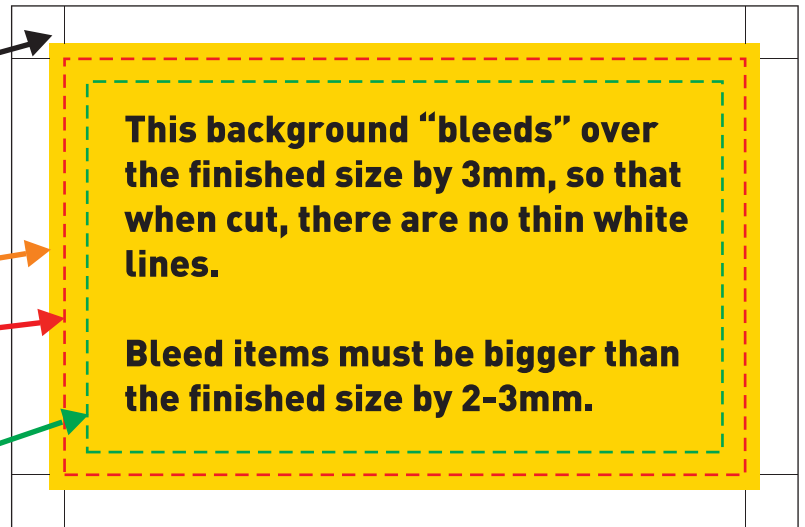 This background “bleeds” over
the finished size by 3mm, so that
when cut, there are no thin white
lines.
Bleed items must be bigger than
the finished size by 2-3mm.